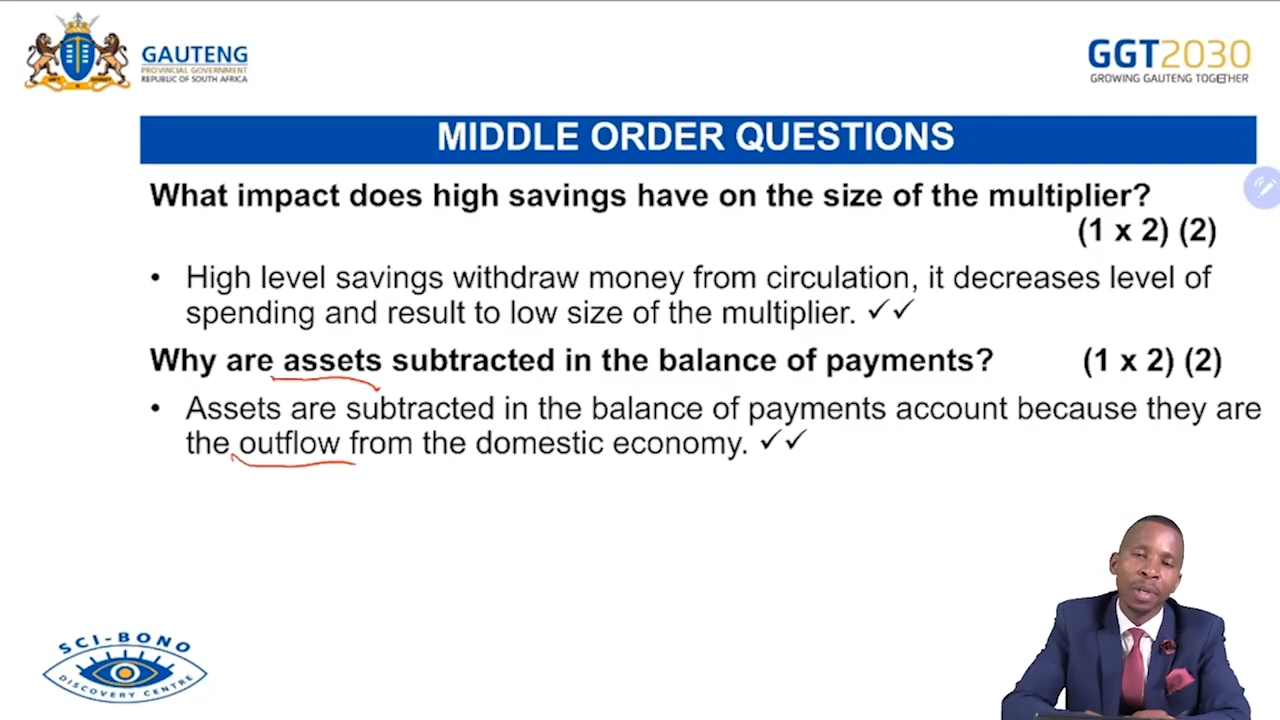 GAUTENG
PROVINCIAL GOVERNMENT
REPUBLIC OF SOUTH AFRICA
GGT2030
GROWING GAUTENG TOGETHER
MIDDLE ORDER QUESTIONS
What impact does high savings have on the size of the multiplier?
(1 x 2) (2)
• High level savings withdraw money from circulation, it decreases level of
spending and result to low size of the multiplier. ✓✓
Why are assets subtracted in the balance of payments? (1 x 2) (2)
• Assets are subtracted in the balance of payments account because they are
the outflow from the domestic economy. ✓✓
SCI-BONO
DISCOVERY CENTRE